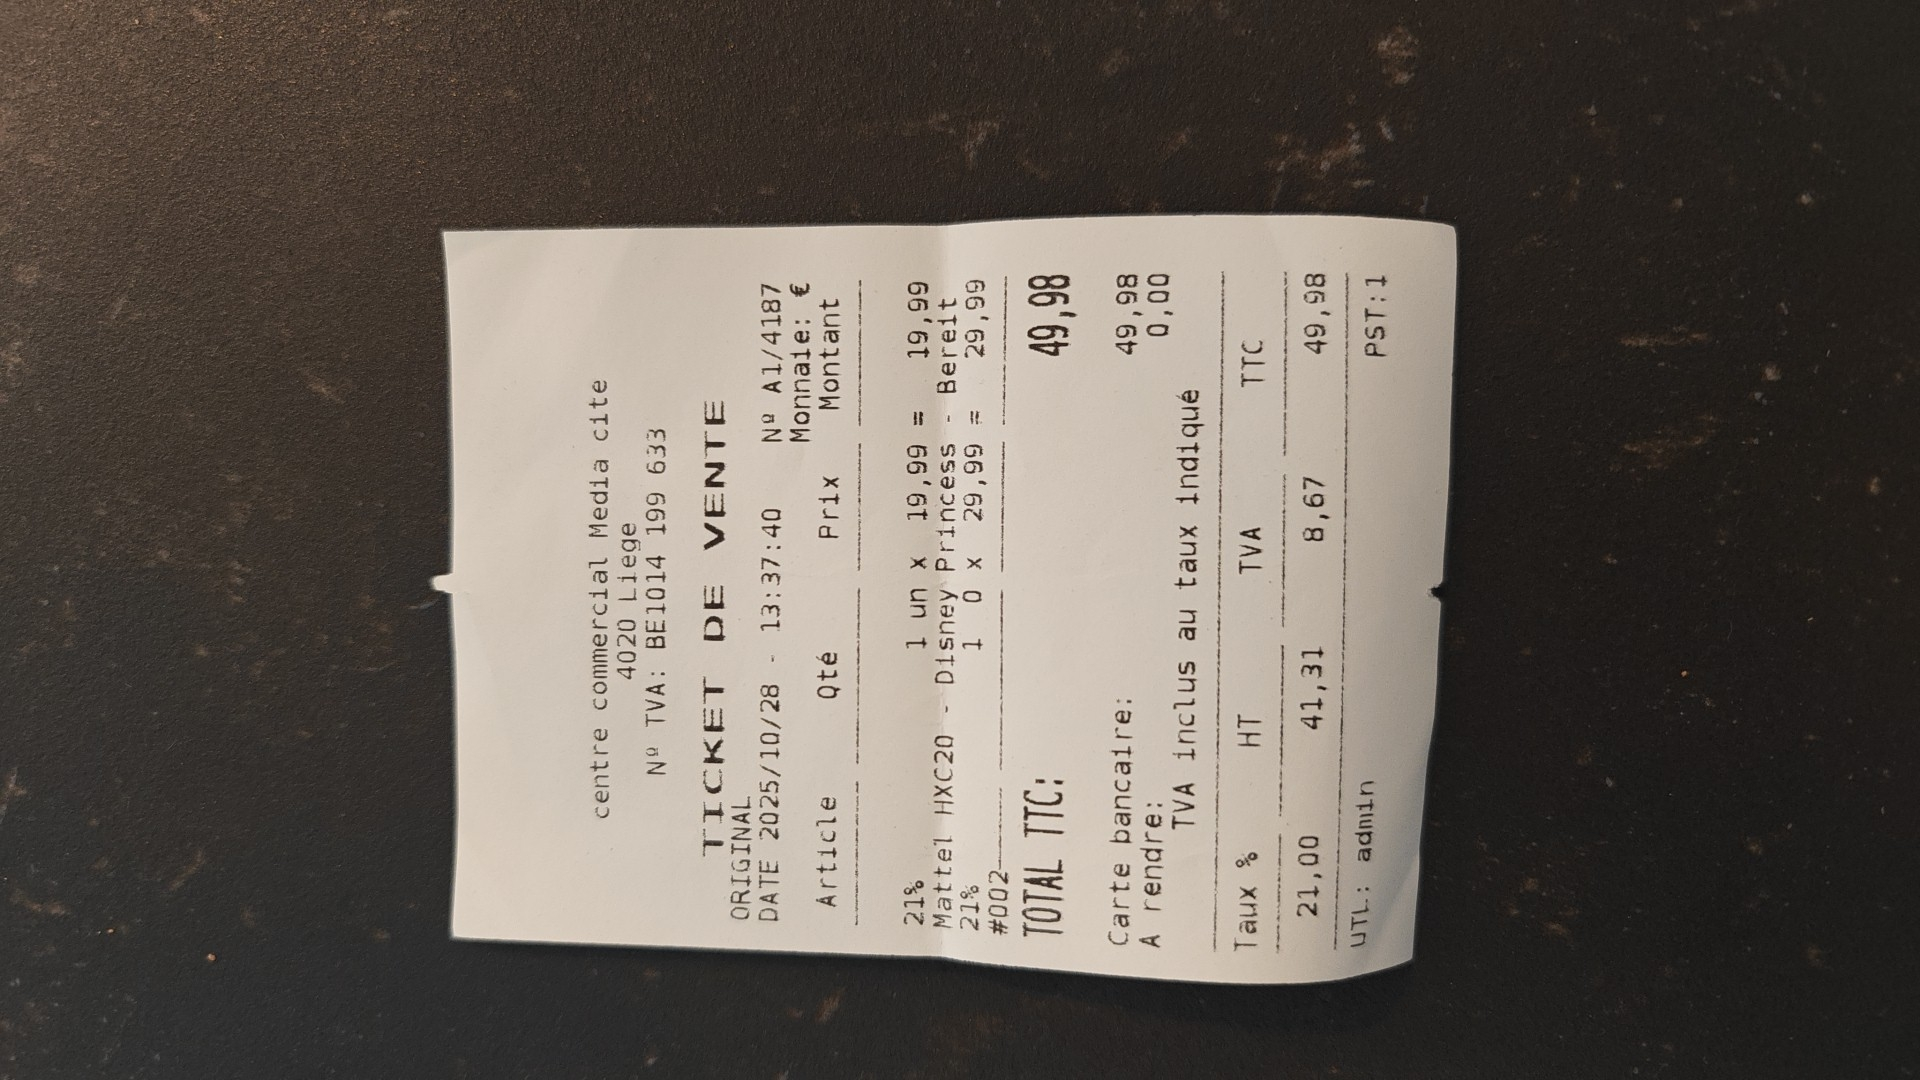 centre commercial Media cite
4020 Liege
Nº TVA: BE1014 199 633
TICKET DE VENTE
ORIGINAL
DATE 2025/10/28 - 13:37:40 Nº A1/4187
Monnaie: €
Article Qté Prix Montant
21% 1 un x 19,99 = 19,99
Mattel HXC20 - Disney Princess - Bereit
21% 1 0 x 29,99 = 29,99
#002
TOTAL TTC: 49,98
Carte bancaire: 49,98
A rendre: 0,00
TVA inclus au taux indiqué
Taux % HT TVA TTC
21,00 41,31 8,67 49,98
UTL.: admin PST:1